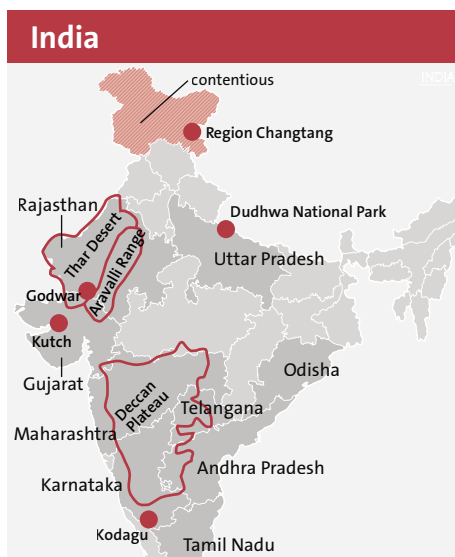 India
contentious
INDIA
Region Changtang
Rajasthan
Dudhwa National Park
Thar Desert
Aravalli Range
Uttar Pradesh
Godwar
Kutch
Gujarat
Odisha
Deccan
Plateau
Telangana
Maharashtra
Andhra Pradesh
Karnataka
Kodagu
Tamil Nadu